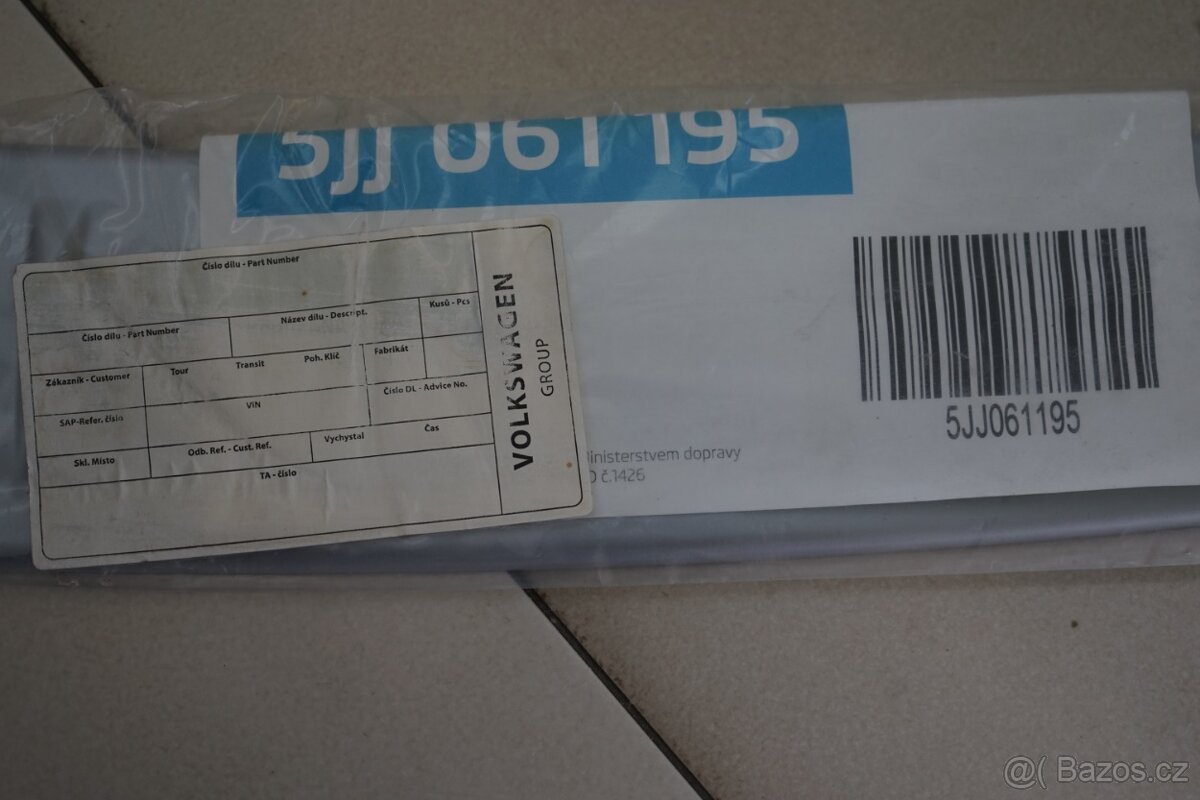 5JJ 061 195
Číslo dílu - Part Number
Číslo dílu - Part Number
Název dílu - Descript.
Kusů - Pcs
Zákazník - Customer
Tour
Transit
Poh. Klíč
Fabrikát
SAP-Refer. číslo
VIN
Číslo DL - Advice No.
Skl. Místo
Odb. Ref. - Cust. Ref.
Vychystal
Čas
TA - číslo
VOLKSWAGEN
GROUP
5JJ061195
inisterstvem dopravy
č.1426
@( Bazos.cz